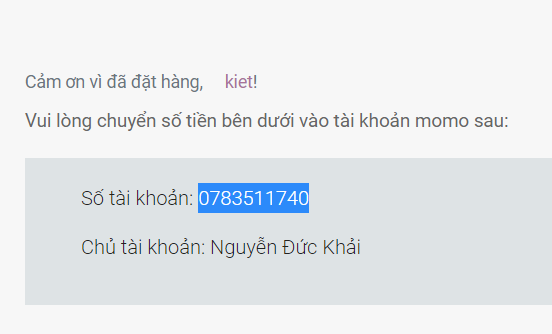 Cảm ơn vì đã đặt hàng, kiet!
Vui lòng chuyển số tiền bên dưới vào tài khoản momo sau:
Số tài khoản: 0783511740
Chủ tài khoản: Nguyễn Đức Khải